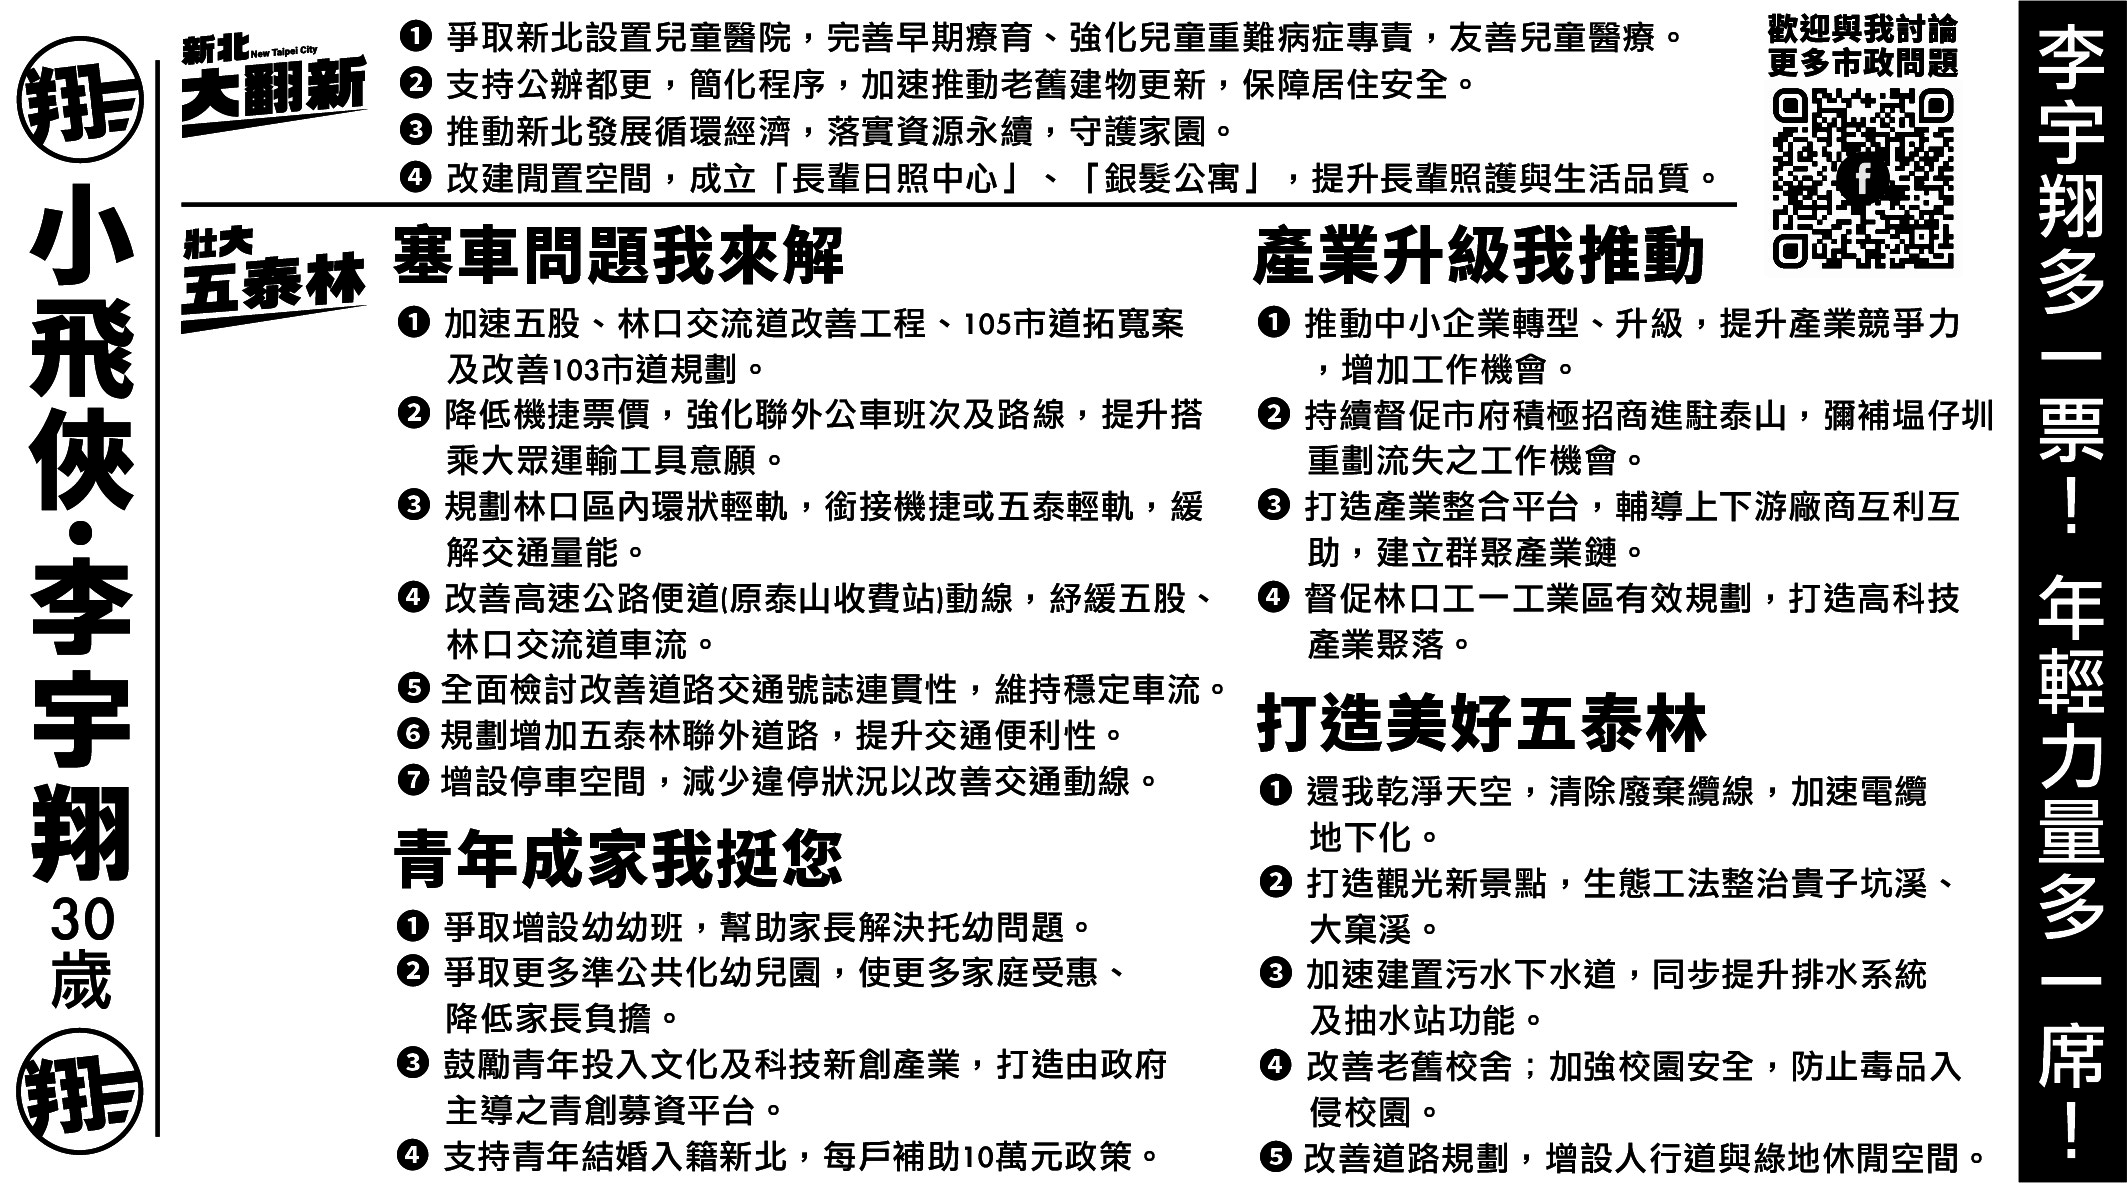 翔
小飛俠·李宇翔
30
歲
翔
新北 New Taipei City
大翻新
❶ 爭取新北設置兒童醫院，完善早期療育、強化兒童重難病症專責，友善兒童醫療。
❷ 支持公辦都更，簡化程序，加速推動老舊建物更新，保障居住安全。
❸ 推動新北發展循環經濟，落實資源永續，守護家園。
❹ 改建閒置空間，成立「長輩日照中心」、「銀髮公寓」，提升長輩照護與生活品質。
歡迎與我討論
更多市政問題
壯大
五泰林
塞車問題我來解
❶ 加速五股、林口交流道改善工程、105市道拓寬案
及改善103市道規劃。
❷ 降低機捷票價，強化聯外公車班次及路線，提升搭
乘大眾運輸工具意願。
❸ 規劃林口區內環狀輕軌，銜接機捷或五泰輕軌，緩
解交通量能。
❹ 改善高速公路便道(原泰山收費站)動線，紓緩五股、
林口交流道車流。
❺ 全面檢討改善道路交通號誌連貫性，維持穩定車流。
❻ 規劃增加五泰林聯外道路，提升交通便利性。
❼ 增設停車空間，減少違停狀況以改善交通動線。
青年成家我挺您
❶ 爭取增設幼幼班，幫助家長解決托幼問題。
❷ 爭取更多準公共化幼兒園，使更多家庭受惠、
降低家長負擔。
❸ 鼓勵青年投入文化及科技新創產業，打造由政府
主導之青創募資平台。
❹ 支持青年結婚入籍新北，每戶補助10萬元政策。
產業升級我推動
❶ 推動中小企業轉型、升級，提升產業競爭力
，增加工作機會。
❷ 持續督促市府積極招商進駐泰山，彌補塭仔圳
重劃流失之工作機會。
❸ 打造產業整合平台，輔導上下游廠商互利互
助，建立群聚產業鏈。
❹ 督促林口工一工業區有效規劃，打造高科技
產業聚落。
打造美好五泰林
❶ 還我乾淨天空，清除廢棄纜線，加速電纜
地下化。
❷ 打造觀光新景點，生態工法整治貴子坑溪、
大窠溪。
❸ 加速建置污水下水道，同步提升排水系統
及抽水站功能。
❹ 改善老舊校舍；加強校園安全，防止毒品入
侵校園。
❺ 改善道路規劃，增設人行道與綠地休閒空間。
李宇翔多一票！年輕力量多一席！